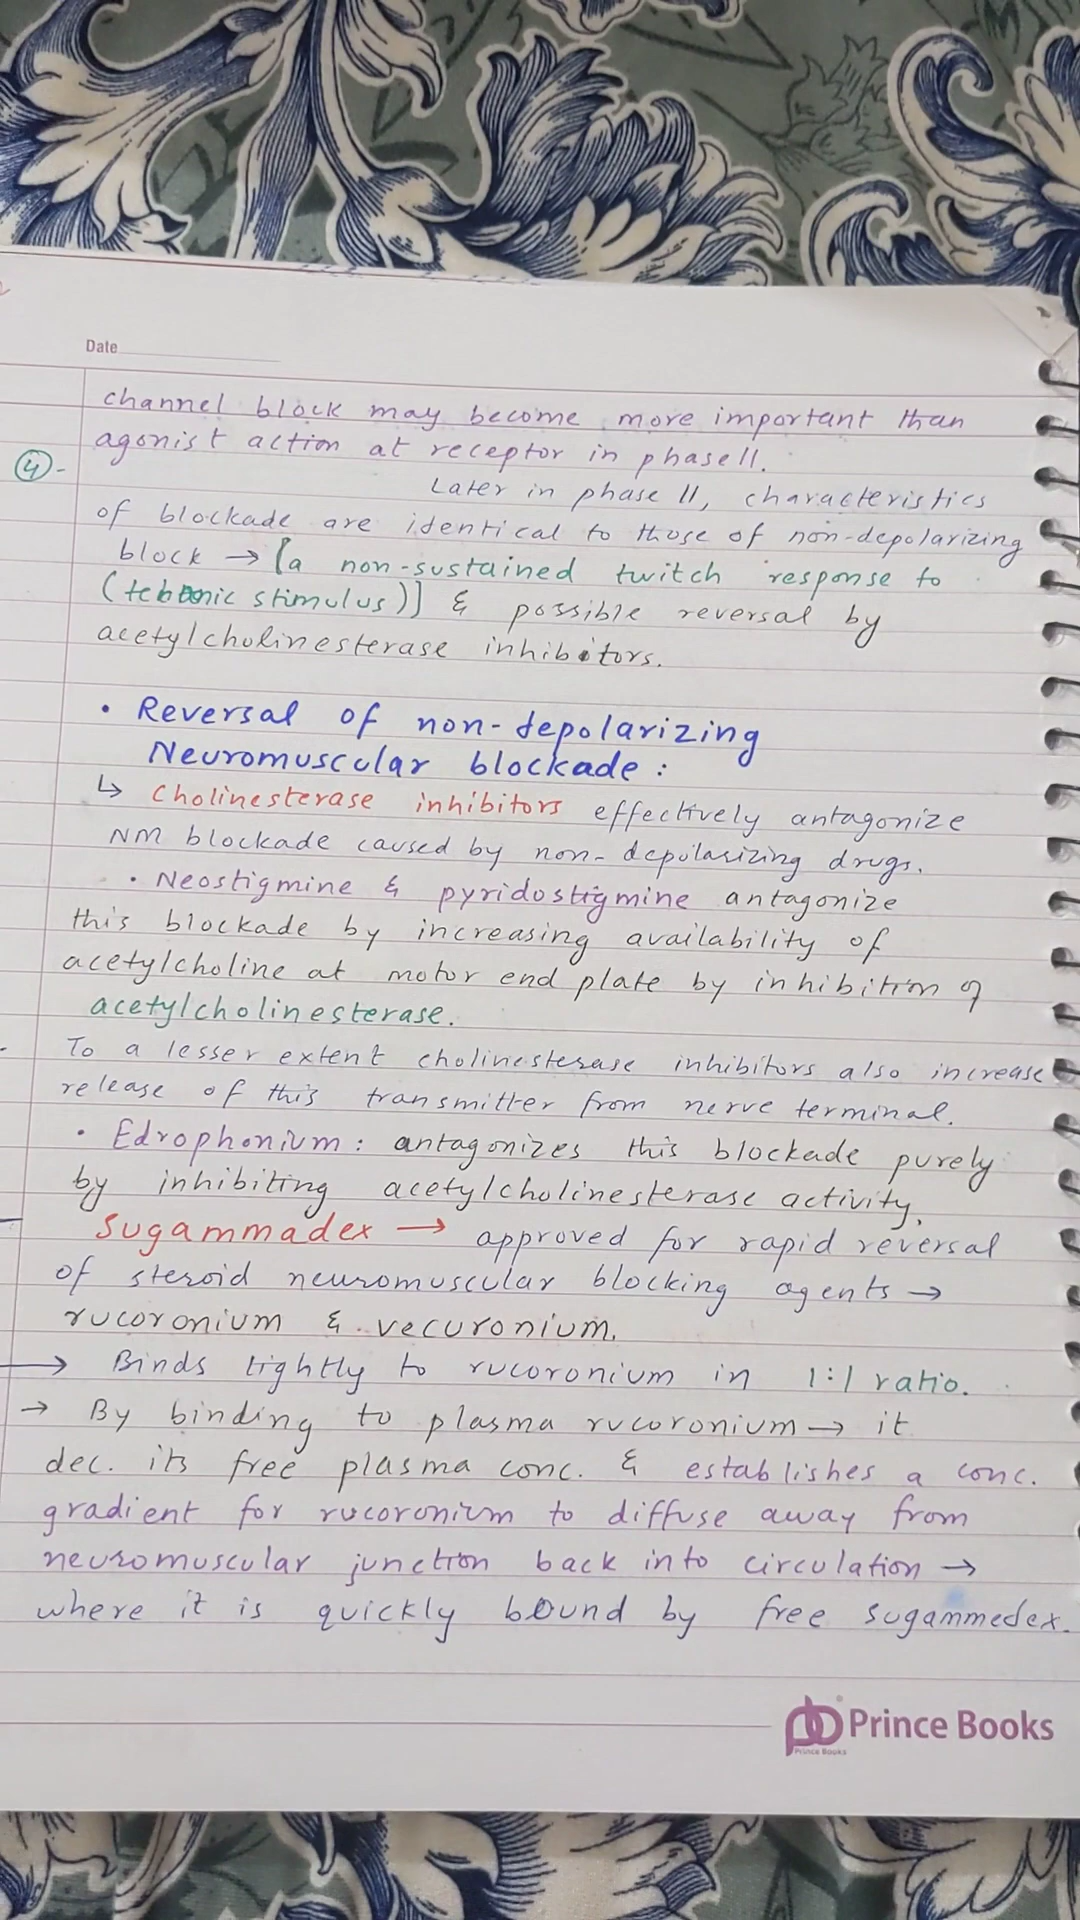 Date
channel block may become more important than
agonist action at receptor in phase II.
④ - Later in phase II, characteristics
of blockade are identical to those of non-depolarizing
block → [a non-sustained twitch response to
(tetanic stimulus)] & possible reversal by
acetylcholinesterase inhibitors.
• Reversal of non-depolarizing
Neuromuscular blockade :
↳ Cholinesterase inhibitors effectively antagonize
NM blockade caused by non-depolarizing drugs.
• Neostigmine & pyridostigmine antagonize
this blockade by increasing availability of
acetylcholine at motor end plate by inhibition of
acetylcholinesterase.
To a lesser extent cholinesterase inhibitors also increase
release of this transmitter from nerve terminal.
• Edrophonium : antagonizes this blockade purely
by inhibiting acetylcholinesterase activity.
Sugammadex → approved for rapid reversal
of steroid neuromuscular blocking agents →
rucoronium & vecuronium.
→ Binds tightly to rucoronium in 1:1 ratio.
→ By binding to plasma rucoronium → it
dec. its free plasma conc. & establishes a conc.
gradient for rucoronium to diffuse away from
neuromuscular junction back into circulation →
where it is quickly bound by free sugammedex.
Prince Books
Prince Books